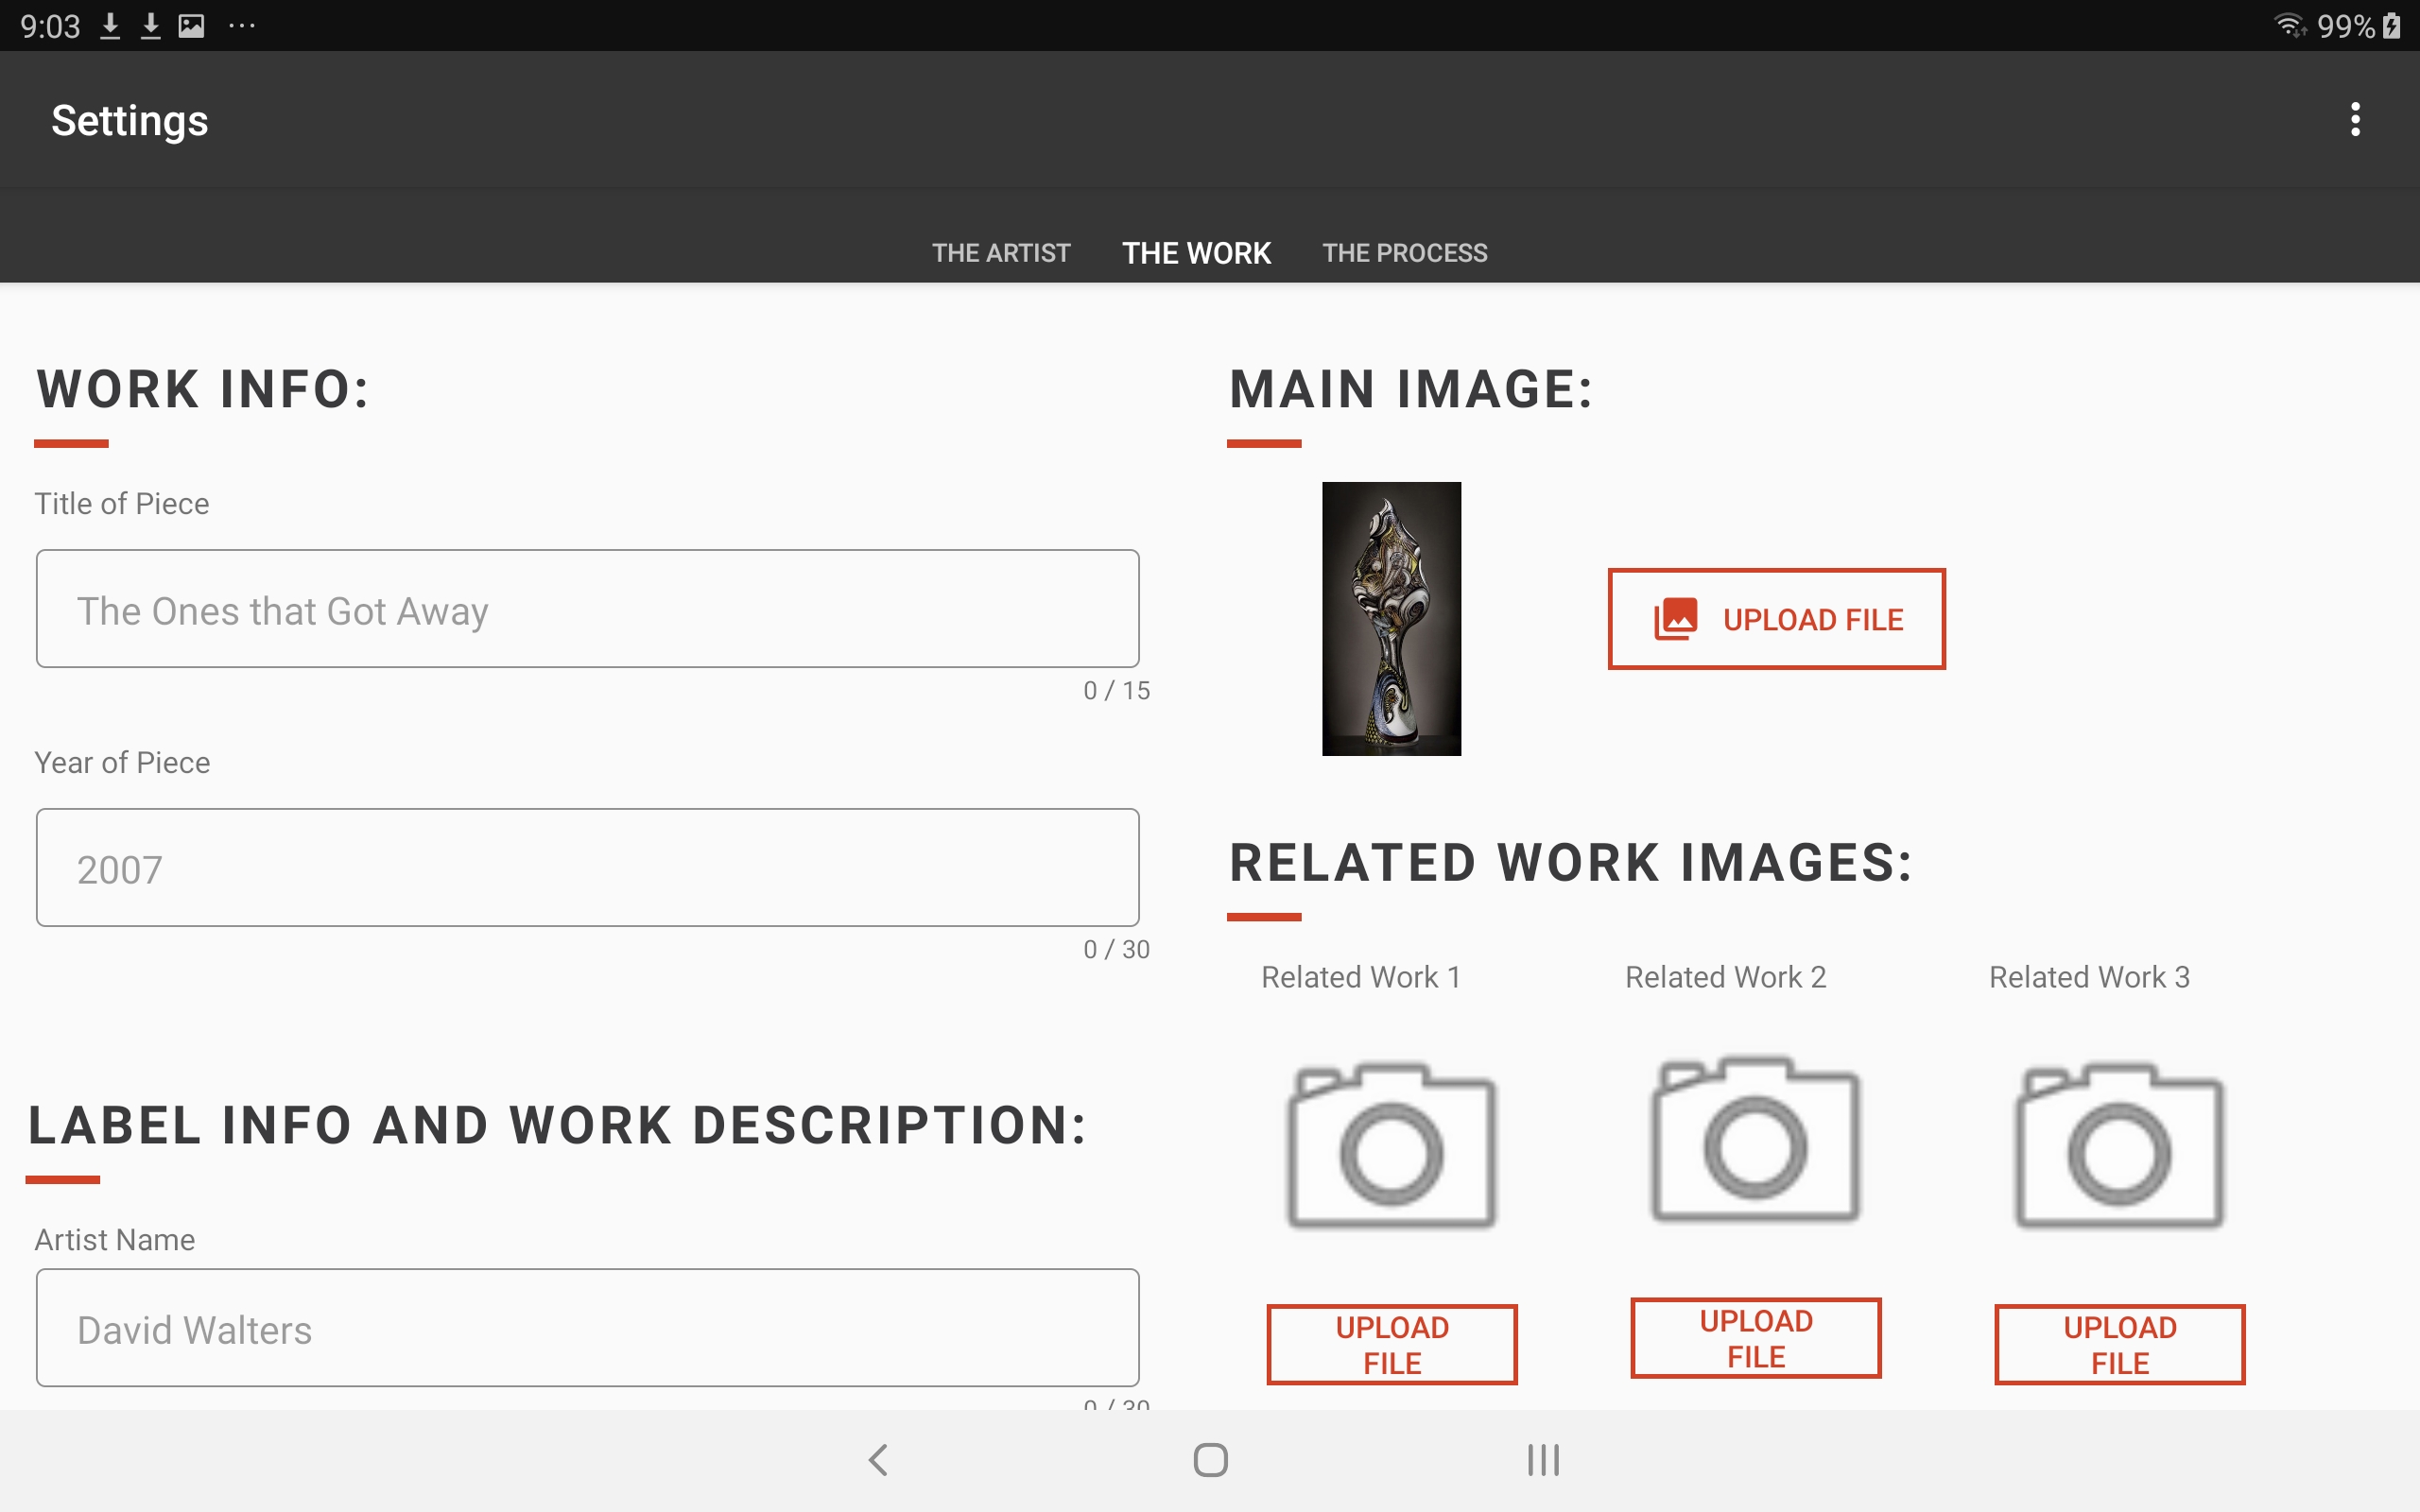 9:03
99%
Settings
THE ARTIST THE WORK THE PROCESS
WORK INFO:
Title of Piece
The Ones that Got Away
0 / 15
Year of Piece
2007
0 / 30
LABEL INFO AND WORK DESCRIPTION:
Artist Name
David Walters
0 / 30
MAIN IMAGE:
UPLOAD FILE
RELATED WORK IMAGES:
Related Work 1 Related Work 2 Related Work 3
UPLOAD
FILE
UPLOAD
FILE
UPLOAD
FILE